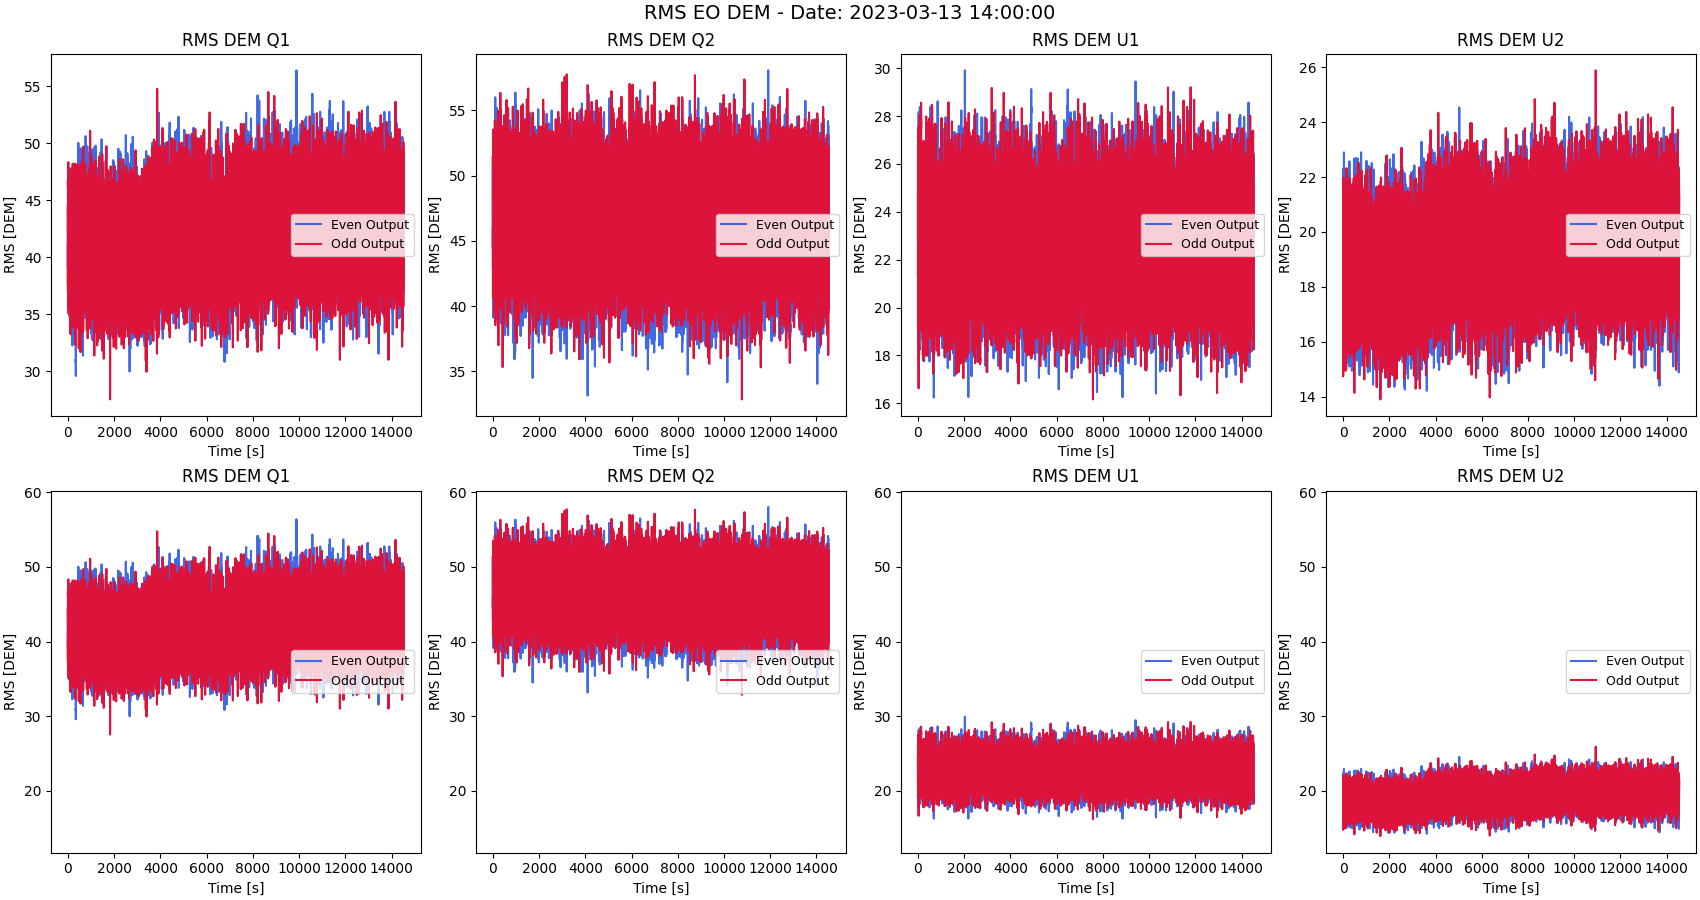 RMS EO DEM - Date: 2023-03-13 14:00:00
RMS DEM Q1
RMS [DEM]
55
50
45
40
35
30
Even Output
Odd Output
0 2000 4000 6000 8000 10000 12000 14000
Time [s]
RMS DEM Q2
RMS [DEM]
55
50
45
40
35
Even Output
Odd Output
0 2000 4000 6000 8000 10000 12000 14000
Time [s]
RMS DEM U1
RMS [DEM]
30
28
26
24
22
20
18
16
Even Output
Odd Output
0 2000 4000 6000 8000 10000 12000 14000
Time [s]
RMS DEM U2
RMS [DEM]
26
24
22
20
18
16
14
Even Output
Odd Output
0 2000 4000 6000 8000 10000 12000 14000
Time [s]
RMS DEM Q1
RMS [DEM]
60
50
40
30
20
Even Output
Odd Output
0 2000 4000 6000 8000 10000 12000 14000
Time [s]
RMS DEM Q2
RMS [DEM]
60
50
40
30
20
Even Output
Odd Output
0 2000 4000 6000 8000 10000 12000 14000
Time [s]
RMS DEM U1
RMS [DEM]
60
50
40
30
20
Even Output
Odd Output
0 2000 4000 6000 8000 10000 12000 14000
Time [s]
RMS DEM U2
RMS [DEM]
60
50
40
30
20
Even Output
Odd Output
0 2000 4000 6000 8000 10000 12000 14000
Time [s]